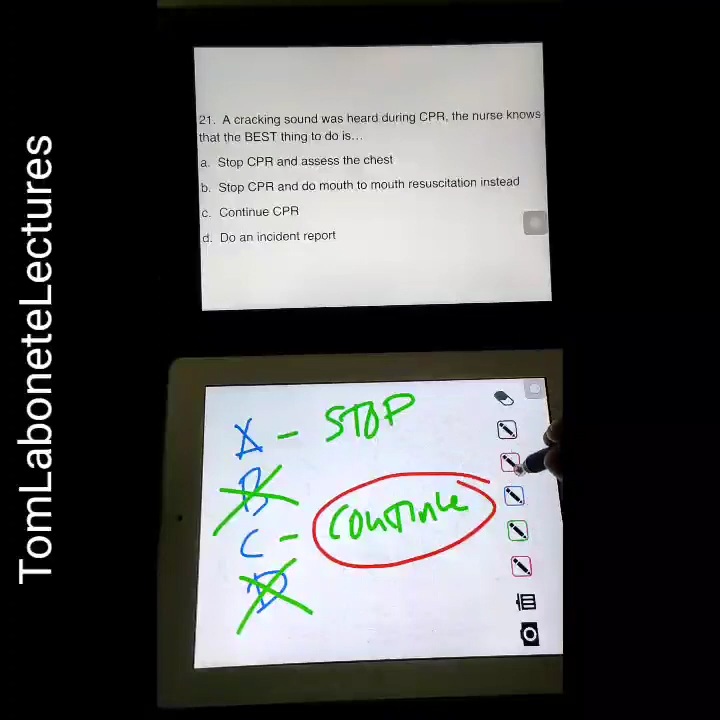 TomLaboneteLectures
21. A cracking sound was heard during CPR, the nurse knows
that the BEST thing to do is...
a. Stop CPR and assess the chest
b. Stop CPR and do mouth to mouth resuscitation instead
c. Continue CPR
d. Do an incident report
A - STOP
B
C - CONTINUE
D